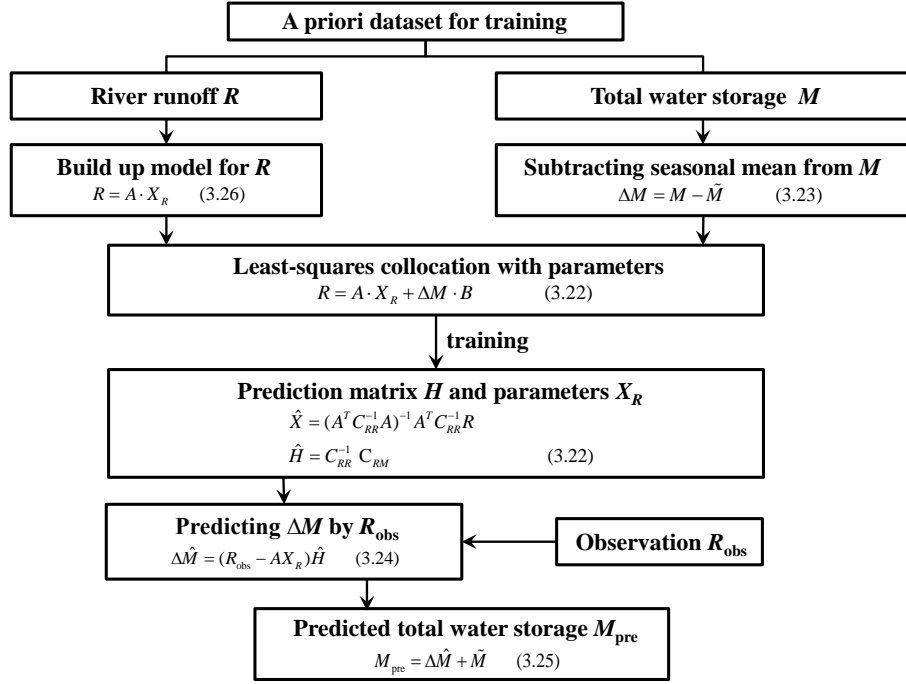 A priori dataset for training
River runoff R
Total water storage M
Build up model for R
R = A · X_R (3.26)
Subtracting seasonal mean from M
ΔM = M − M̃ (3.23)
Least-squares collocation with parameters
R = A · X_R + ΔM · B (3.22)
training
Prediction matrix H and parameters X_R
X̂ = (A^T C_RR^−1 A)^−1 A^T C_RR^−1 R
Ĥ = C_RR^−1 C_RM (3.22)
Predicting ΔM by R_obs
ΔM̂ = (R_obs − AX_R)Ĥ (3.24)
Observation R_obs
Predicted total water storage M_pre
M_pre = ΔM̂ + M̃ (3.25)